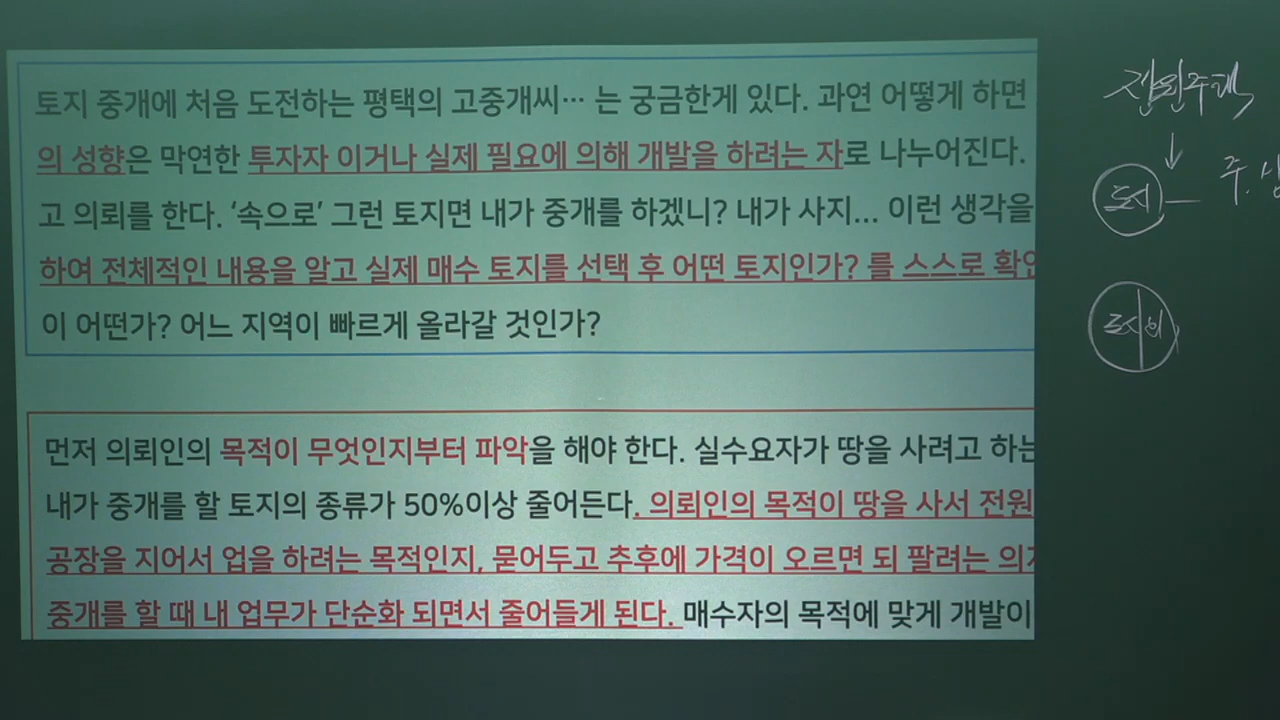 토지 중개에 처음 도전하는 평택의 고중개씨… 는 궁금한게 있다. 과연 어떻게 하면
의 성향은 막연한 투자자 이거나 실제 필요에 의해 개발을 하려는 자로 나누어진다.
고 의뢰를 한다. ‘속으로’ 그런 토지면 내가 중개를 하겠니? 내가 사지... 이런 생각을
하여 전체적인 내용을 알고 실제 매수 토지를 선택 후 어떤 토지인가? 를 스스로 확인
이 어떤가? 어느 지역이 빠르게 올라갈 것인가?
먼저 의뢰인의 목적이 무엇인지부터 파악을 해야 한다. 실수요자가 땅을 사려고 하는
내가 중개를 할 토지의 종류가 50%이상 줄어든다. 의뢰인의 목적이 땅을 사서 전원
공장을 지어서 업을 하려는 목적인지, 묻어두고 추후에 가격이 오르면 되 팔려는 의지
중개를 할 때 내 업무가 단순화 되면서 줄어들게 된다. 매수자의 목적에 맞게 개발이
전원주택
도시
주.상